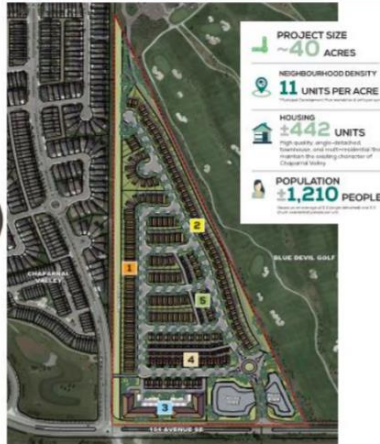 PROJECT SIZE
~40 ACRES
NEIGHBOURHOOD DENSITY
11 UNITS PER ACRE
HOUSING
±442 UNITS
High quality, single-detached,
townhouse, and multi-residential that
maintain the existing character of
Chaparral Valley
POPULATION
±1,210 PEOPLE
2
BLUE DEVIL GOLF
1
CHAPARRAL
VALLEY
5
4
3
194 AVENUE SE